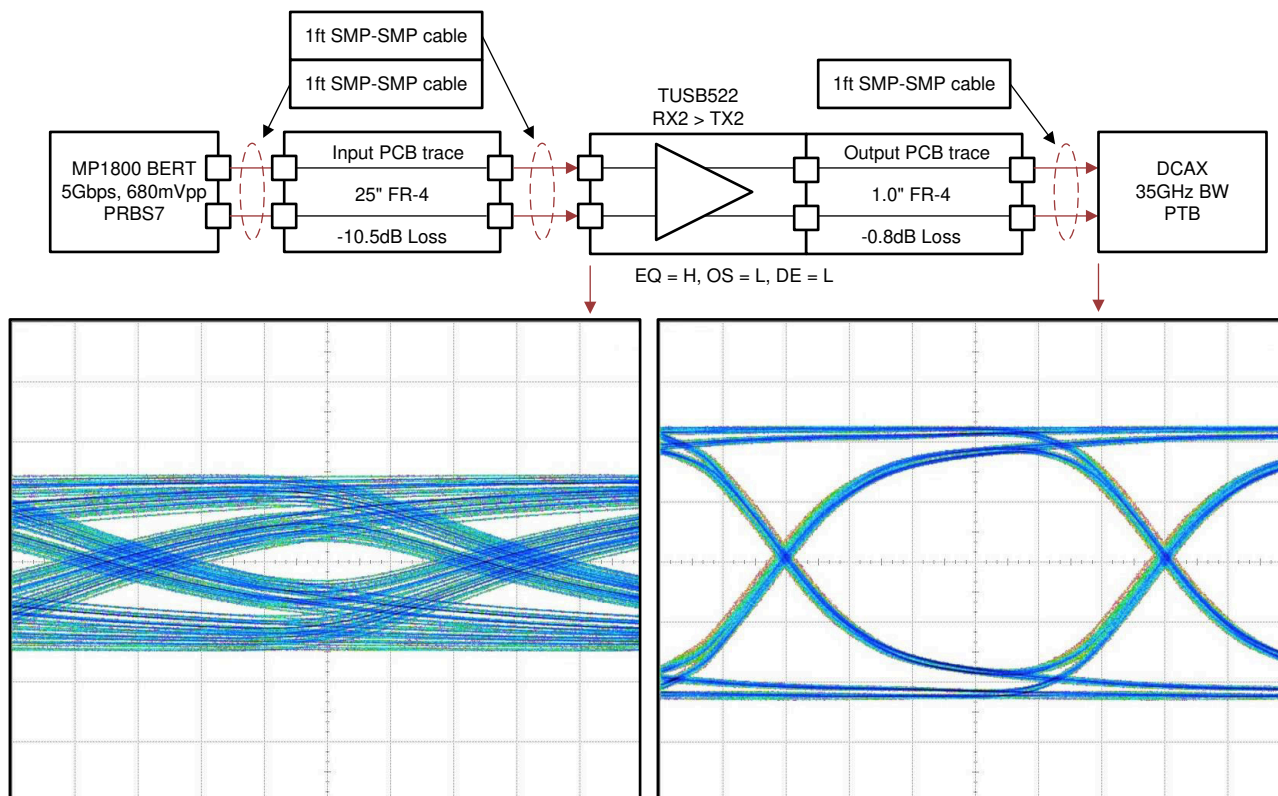 1ft SMP-SMP cable
1ft SMP-SMP cable
1ft SMP-SMP cable
TUSB522
RX2 > TX2
MP1800 BERT
5Gbps, 680mVpp
PRBS7
Input PCB trace
25" FR-4
-10.5dB Loss
Output PCB trace
1.0" FR-4
-0.8dB Loss
DCAX
35GHz BW
PTB
EQ = H, OS = L, DE = L